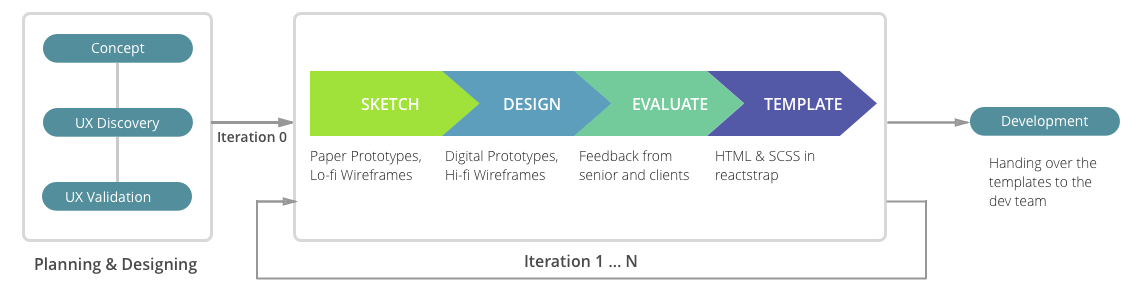 Concept
UX Discovery
UX Validation
Planning & Designing
Iteration 0
SKETCH
DESIGN
EVALUATE
TEMPLATE
Paper Prototypes,
Lo-fi Wireframes
Digital Prototypes,
Hi-fi Wireframes
Feedback from
senior and clients
HTML & SCSS in
reactstrap
Iteration 1 ... N
Development
Handing over the
templates to the
dev team